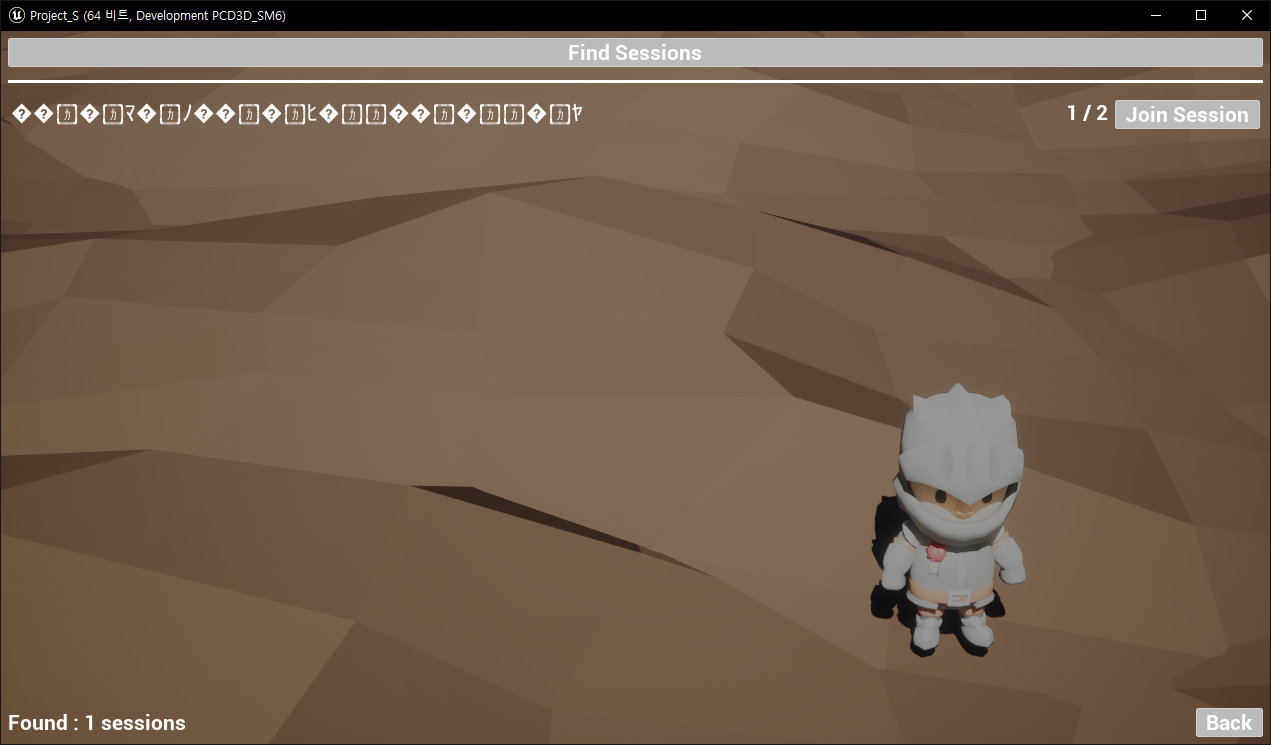 Project_S (64 비트, Development PCD3D_SM6)
Find Sessions
1 / 2 Join Session
Found : 1 sessions
Back